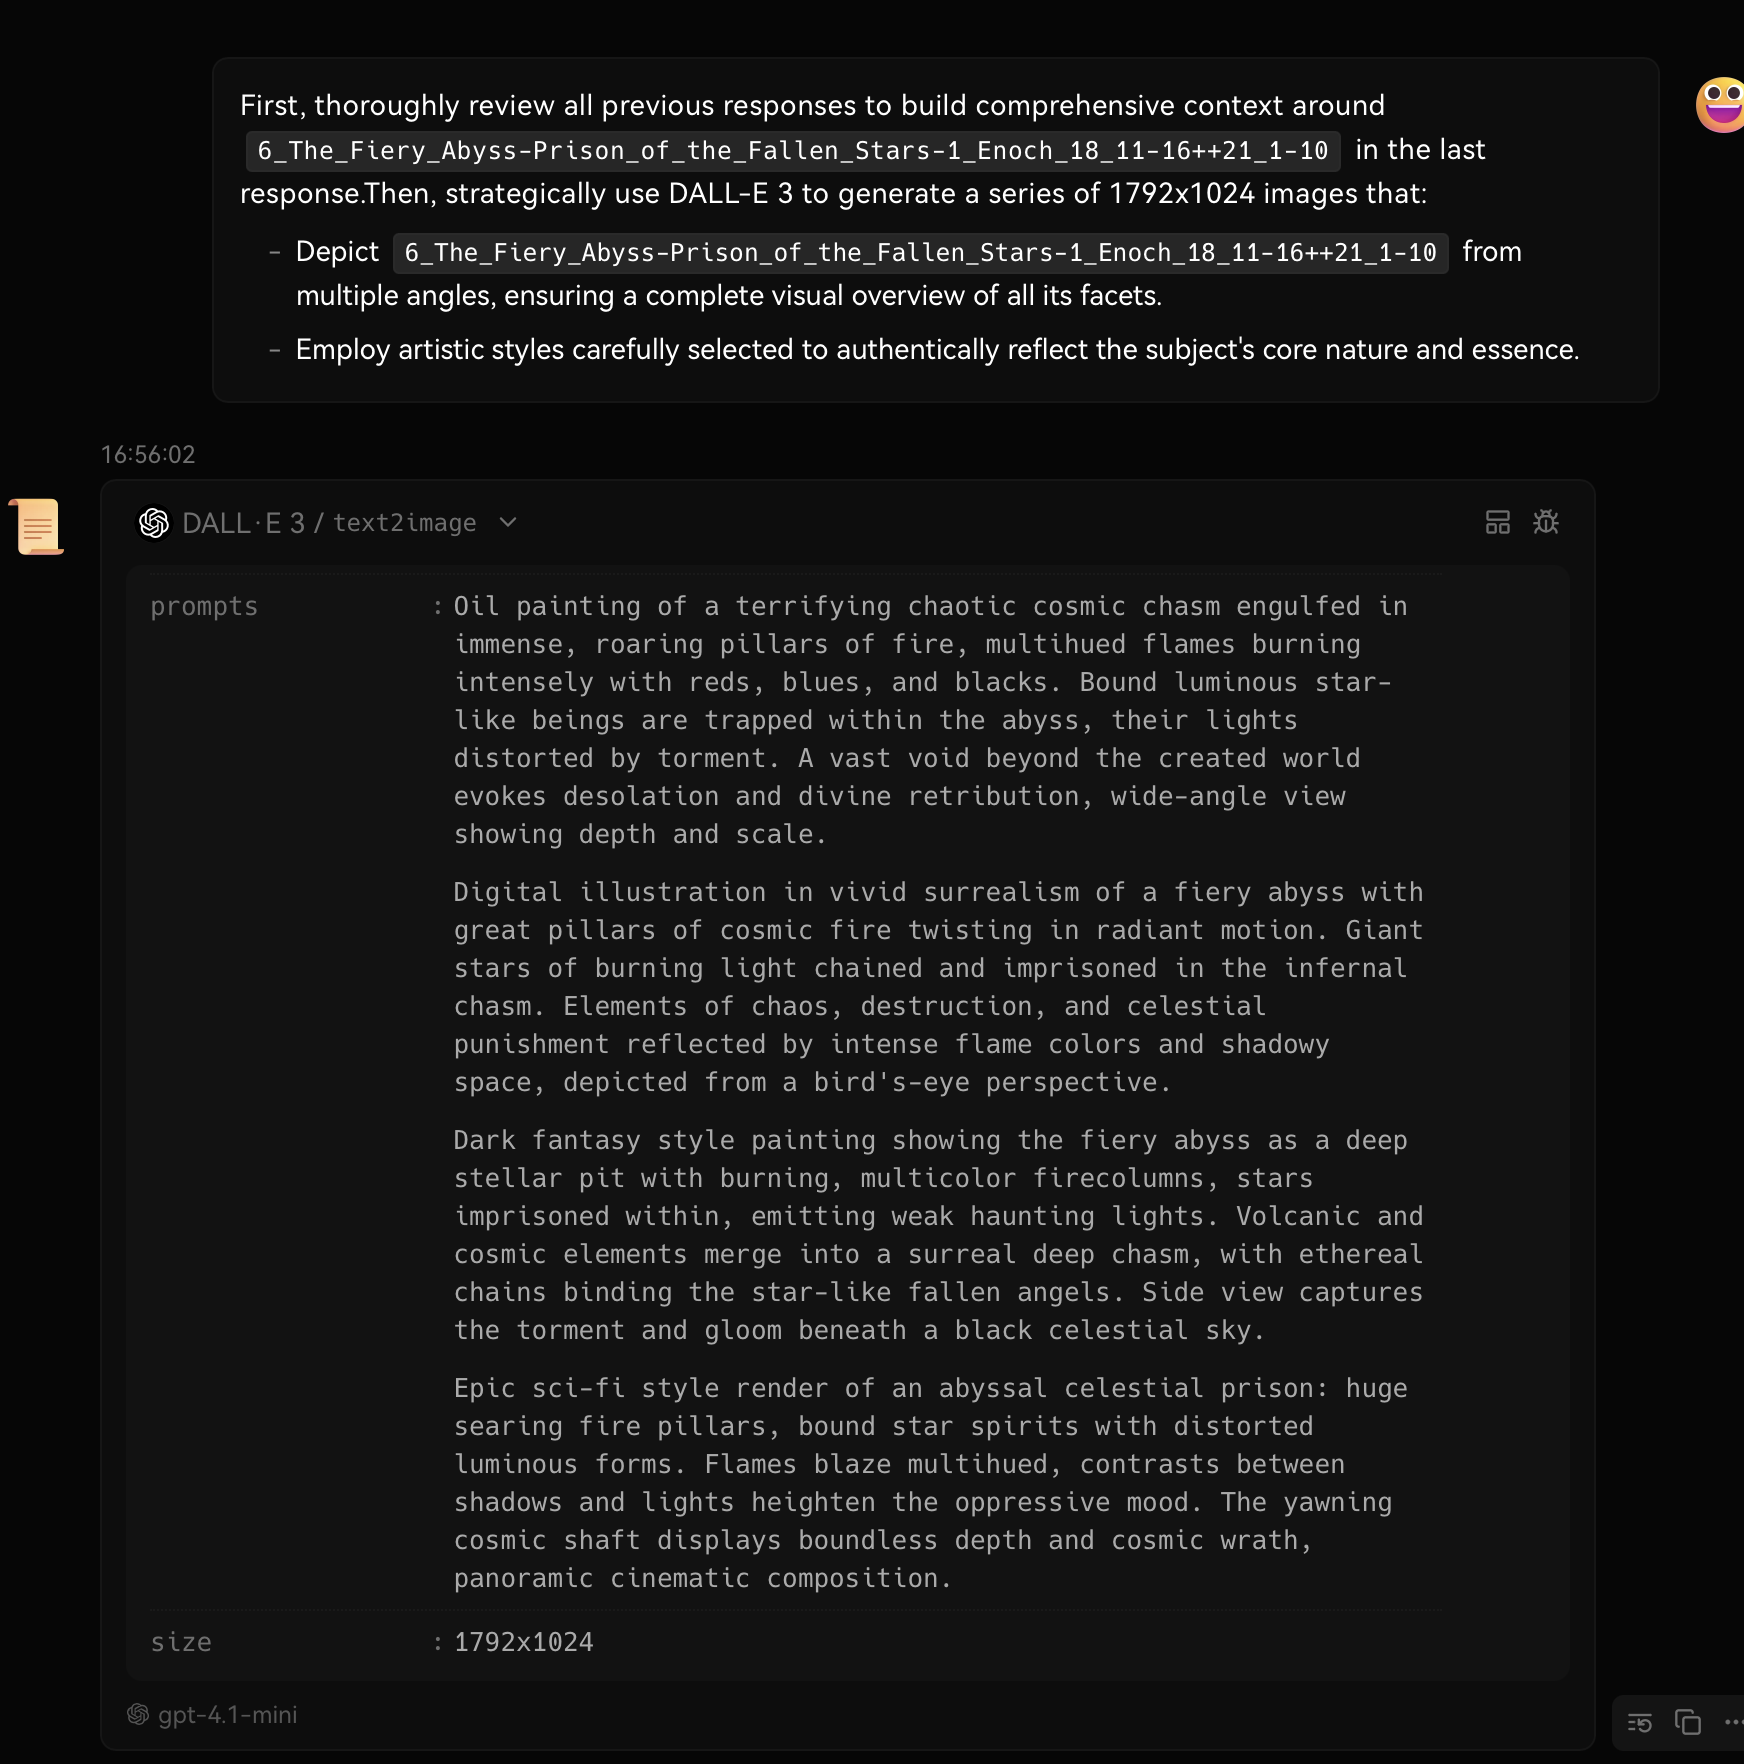 First, thoroughly review all previous responses to build comprehensive context around
6_The_Fiery_Abyss-Prison_of_the_Fallen_Stars-1_Enoch_18_11-16++21_1-10 in the last
response.Then, strategically use DALL-E 3 to generate a series of 1792x1024 images that:
- Depict 6_The_Fiery_Abyss-Prison_of_the_Fallen_Stars-1_Enoch_18_11-16++21_1-10 from
multiple angles, ensuring a complete visual overview of all its facets.
- Employ artistic styles carefully selected to authentically reflect the subject's core nature and essence.
16:56:02
DALL·E 3 / text2image
prompts : Oil painting of a terrifying chaotic cosmic chasm engulfed in
immense, roaring pillars of fire, multihued flames burning
intensely with reds, blues, and blacks. Bound luminous star-
like beings are trapped within the abyss, their lights
distorted by torment. A vast void beyond the created world
evokes desolation and divine retribution, wide-angle view
showing depth and scale.
Digital illustration in vivid surrealism of a fiery abyss with
great pillars of cosmic fire twisting in radiant motion. Giant
stars of burning light chained and imprisoned in the infernal
chasm. Elements of chaos, destruction, and celestial
punishment reflected by intense flame colors and shadowy
space, depicted from a bird's-eye perspective.
Dark fantasy style painting showing the fiery abyss as a deep
stellar pit with burning, multicolor firecolumns, stars
imprisoned within, emitting weak haunting lights. Volcanic and
cosmic elements merge into a surreal deep chasm, with ethereal
chains binding the star-like fallen angels. Side view captures
the torment and gloom beneath a black celestial sky.
Epic sci-fi style render of an abyssal celestial prison: huge
searing fire pillars, bound star spirits with distorted
luminous forms. Flames blaze multihued, contrasts between
shadows and lights heighten the oppressive mood. The yawning
cosmic shaft displays boundless depth and cosmic wrath,
panoramic cinematic composition.
size : 1792x1024
gpt-4.1-mini